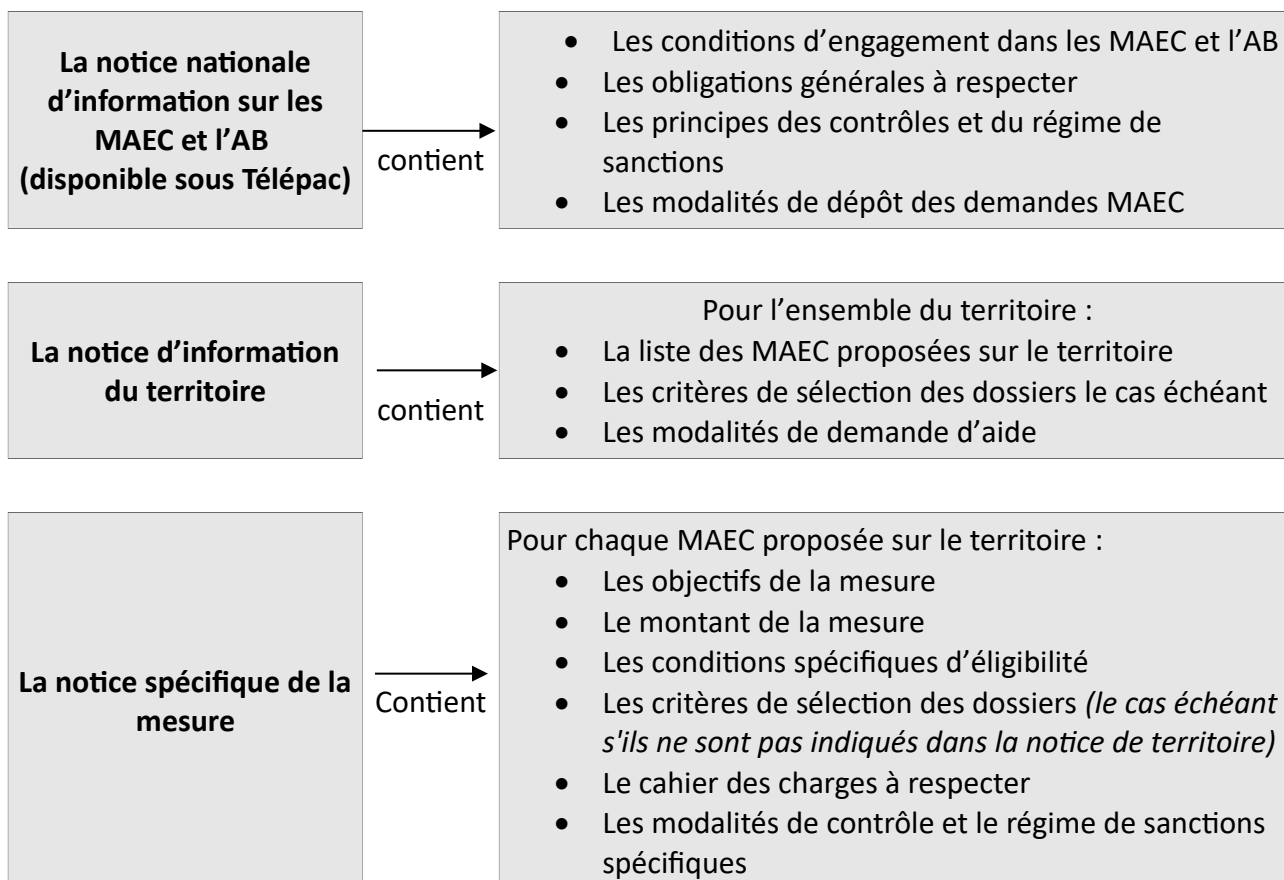 La notice nationale
d’information sur les
MAEC et l’AB
(disponible sous Télépac)
contient
• Les conditions d’engagement dans les MAEC et l’AB
• Les obligations générales à respecter
• Les principes des contrôles et du régime de
sanctions
• Les modalités de dépôt des demandes MAEC
La notice d’information
du territoire
contient
Pour l’ensemble du territoire :
• La liste des MAEC proposées sur le territoire
• Les critères de sélection des dossiers le cas échéant
• Les modalités de demande d’aide
La notice spécifique de la
mesure
Contient
Pour chaque MAEC proposée sur le territoire :
• Les objectifs de la mesure
• Le montant de la mesure
• Les conditions spécifiques d’éligibilité
• Les critères de sélection des dossiers (le cas échéant
s'ils ne sont pas indiqués dans la notice de territoire)
• Le cahier des charges à respecter
• Les modalités de contrôle et le régime de sanctions
spécifiques